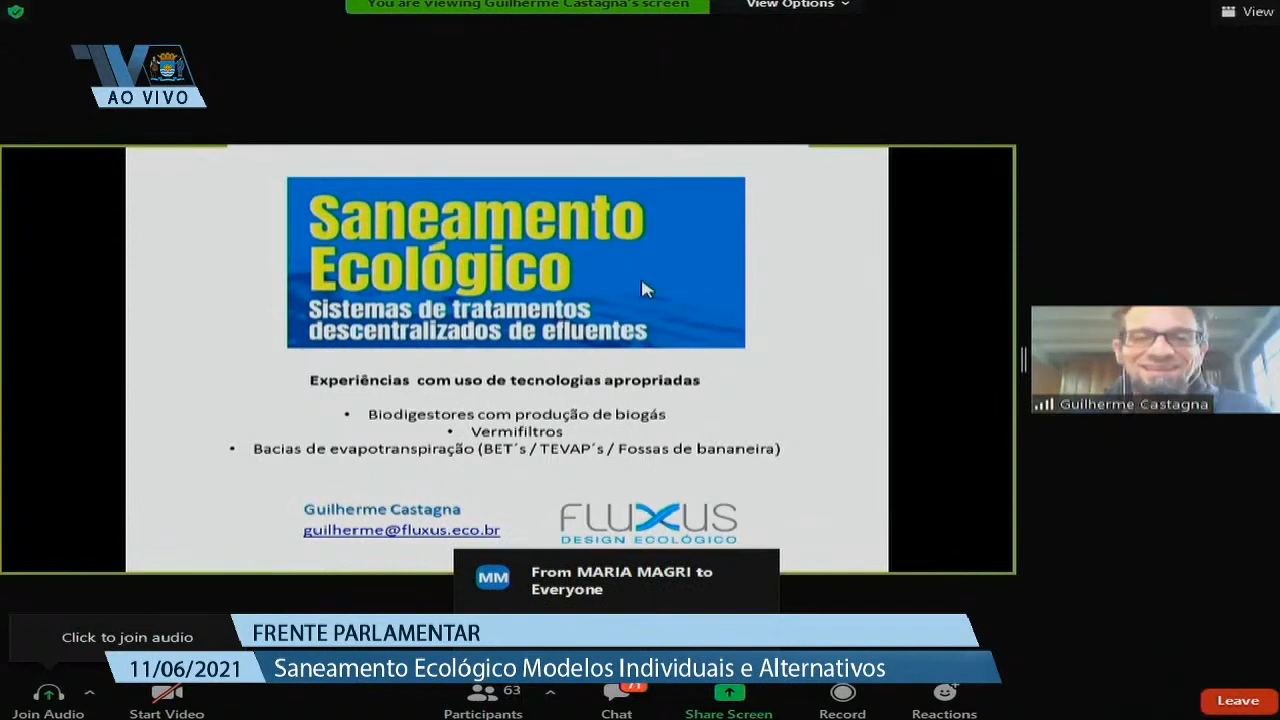 You are viewing Guilherme Castagna's screen
View Options
View
TV
AO VIVO
Saneamento
Ecológico
Sistemas de tratamentos
descentralizados de efluentes
Experiências com uso de tecnologias apropriadas
• Biodigestores com produção de biogás
• Vermifiltros
• Bacias de evapotranspiração (BET´s / TEVAP´s / Fossas de bananeira)
Guilherme Castagna
guilherme@fluxus.eco.br
FLUXUS
DESIGN ECOLÓGICO
Guilherme Castagna
MM
From MARIA MAGRI to
Everyone
Click to join audio
FRENTE PARLAMENTAR
11/06/2021
Saneamento Ecológico Modelos Individuais e Alternativos
Join Audio
Start Video
63
Participants
71
Chat
Share Screen
Record
Reactions
Leave